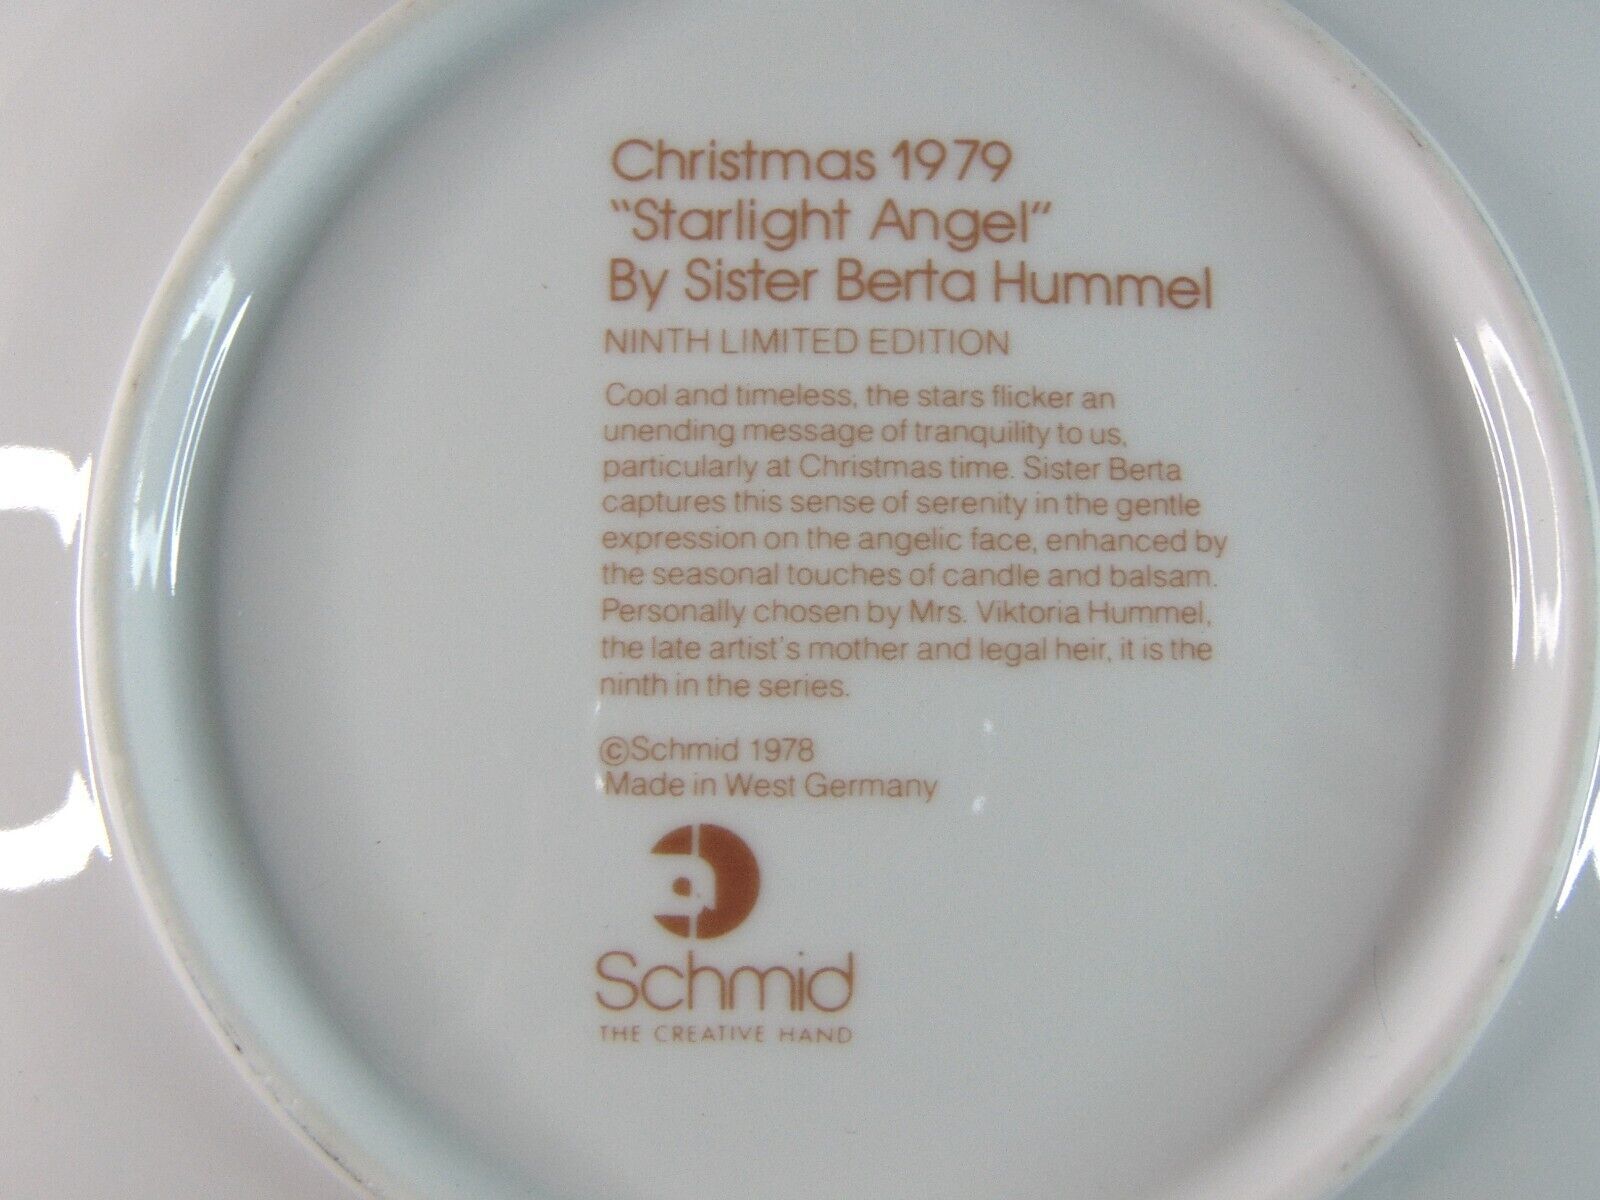 Christmas 1979
"Starlight Angel"
By Sister Berta Hummel
NINTH LIMITED EDITION
Cool and timeless, the stars flicker an
unending message of tranquility to us,
particularly at Christmas time. Sister Berta
captures this sense of serenity in the gentle
expression on the angelic face, enhanced by
the seasonal touches of candle and balsam.
Personally chosen by Mrs. Viktoria Hummel,
the late artist's mother and legal heir, it is the
ninth in the series.
©Schmid 1978
Made in West Germany
Schmid
THE CREATIVE HAND